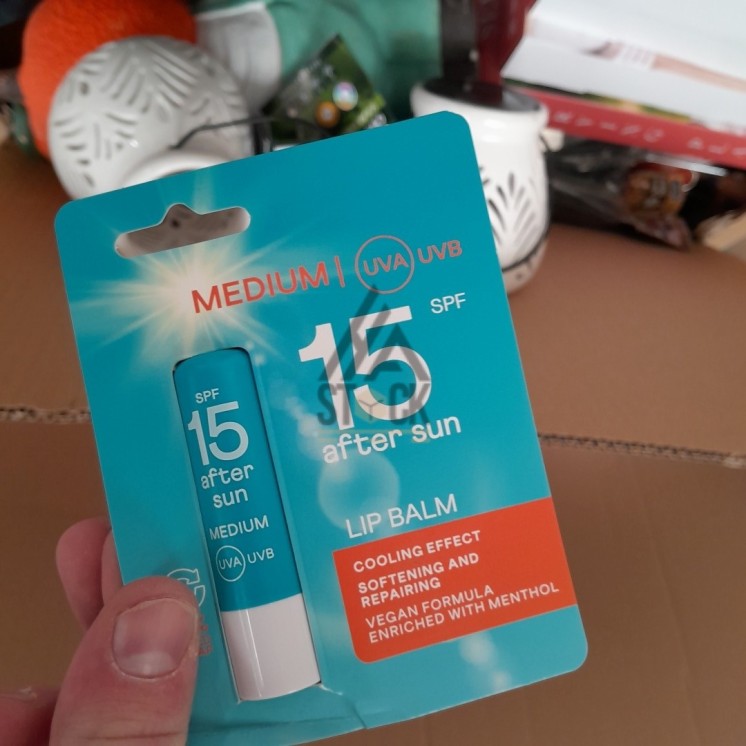 MEDIUM | UVA UVB
15 SPF
after sun
LIP BALM
COOLING EFFECT
SOFTENING AND
REPAIRING
VEGAN FORMULA
ENRICHED WITH MENTHOL
SPF
15
after
sun
MEDIUM
UVA UVB
STOCK